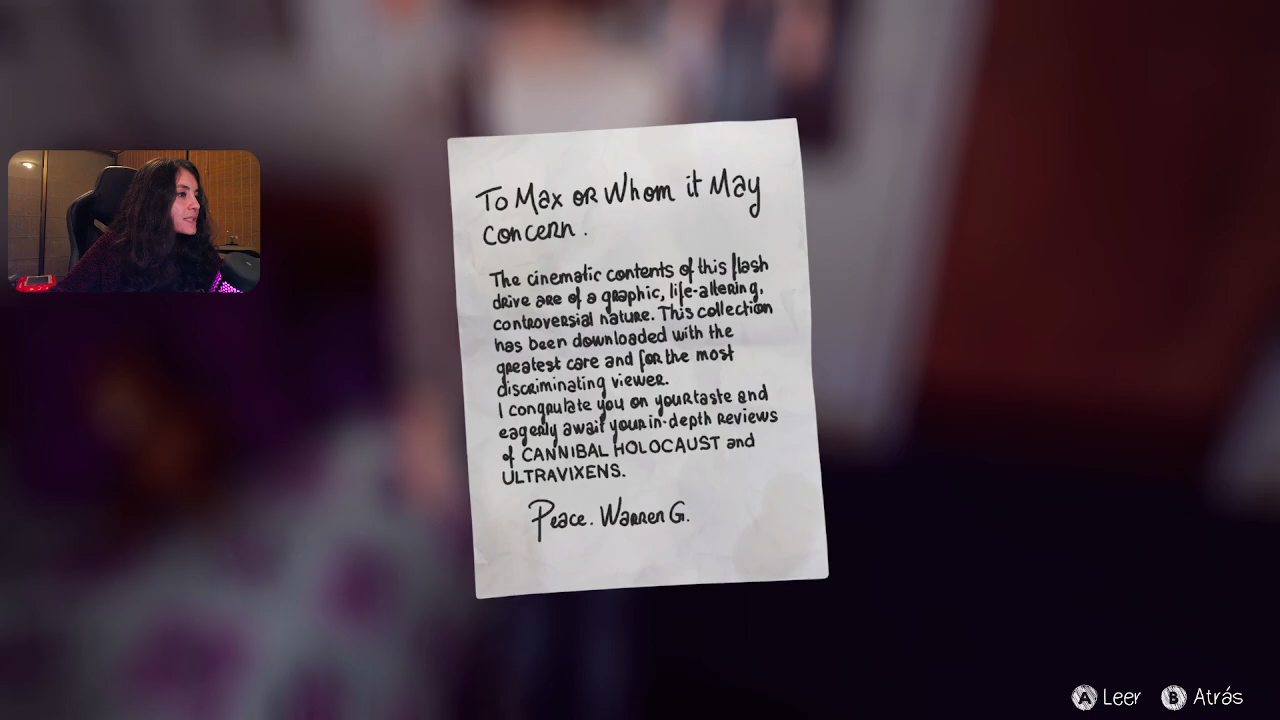 To Max or Whom it May
Concern.
The cinematic contents of this flash
drive are of a graphic, life-altering,
controversial nature. This collection
has been downloaded with the
greatest care and for the most
discriminating viewer.
I congrulate you on your taste and
eagerly await your in-depth reviews
of CANNIBAL HOLOCAUST and
ULTRAVIXENS.
Peace. Warren G.
A Leer B Atrás